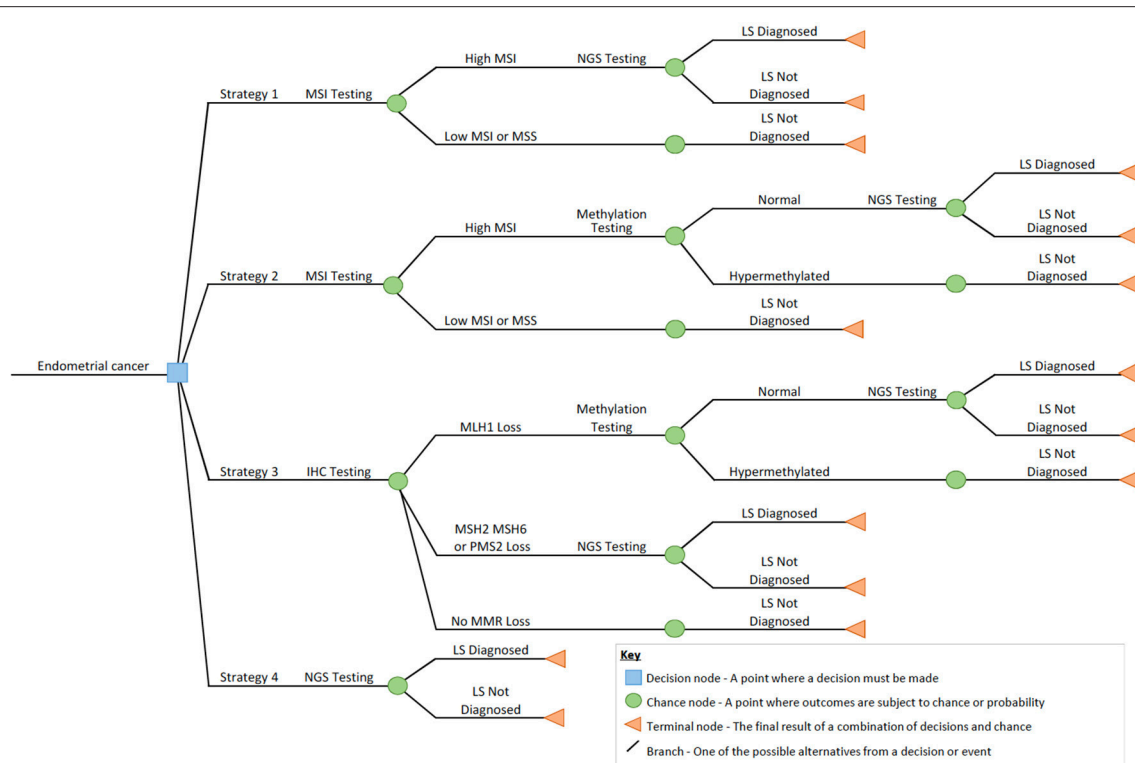 LS Diagnosed
High MSI
NGS Testing
LS Not
Diagnosed
Strategy 1
MSI Testing
Low MSI or MSS
LS Not
Diagnosed
LS Diagnosed
Normal
NGS Testing
High MSI
Methylation
Testing
LS Not
Diagnosed
Strategy 2
MSI Testing
Hypermethylated
LS Not
Diagnosed
Low MSI or MSS
LS Not
Diagnosed
Endometrial cancer
LS Diagnosed
Normal
NGS Testing
MLH1 Loss
Methylation
Testing
LS Not
Diagnosed
Strategy 3
IHC Testing
Hypermethylated
LS Not
Diagnosed
LS Diagnosed
MSH2 MSH6
or PMS2 Loss
NGS Testing
LS Not
Diagnosed
No MMR Loss
LS Not
Diagnosed
LS Diagnosed
Strategy 4
NGS Testing
LS Not
Diagnosed
Key
Decision node - A point where a decision must be made
Chance node - A point where outcomes are subject to chance or probability
Terminal node - The final result of a combination of decisions and chance
Branch - One of the possible alternatives from a decision or event